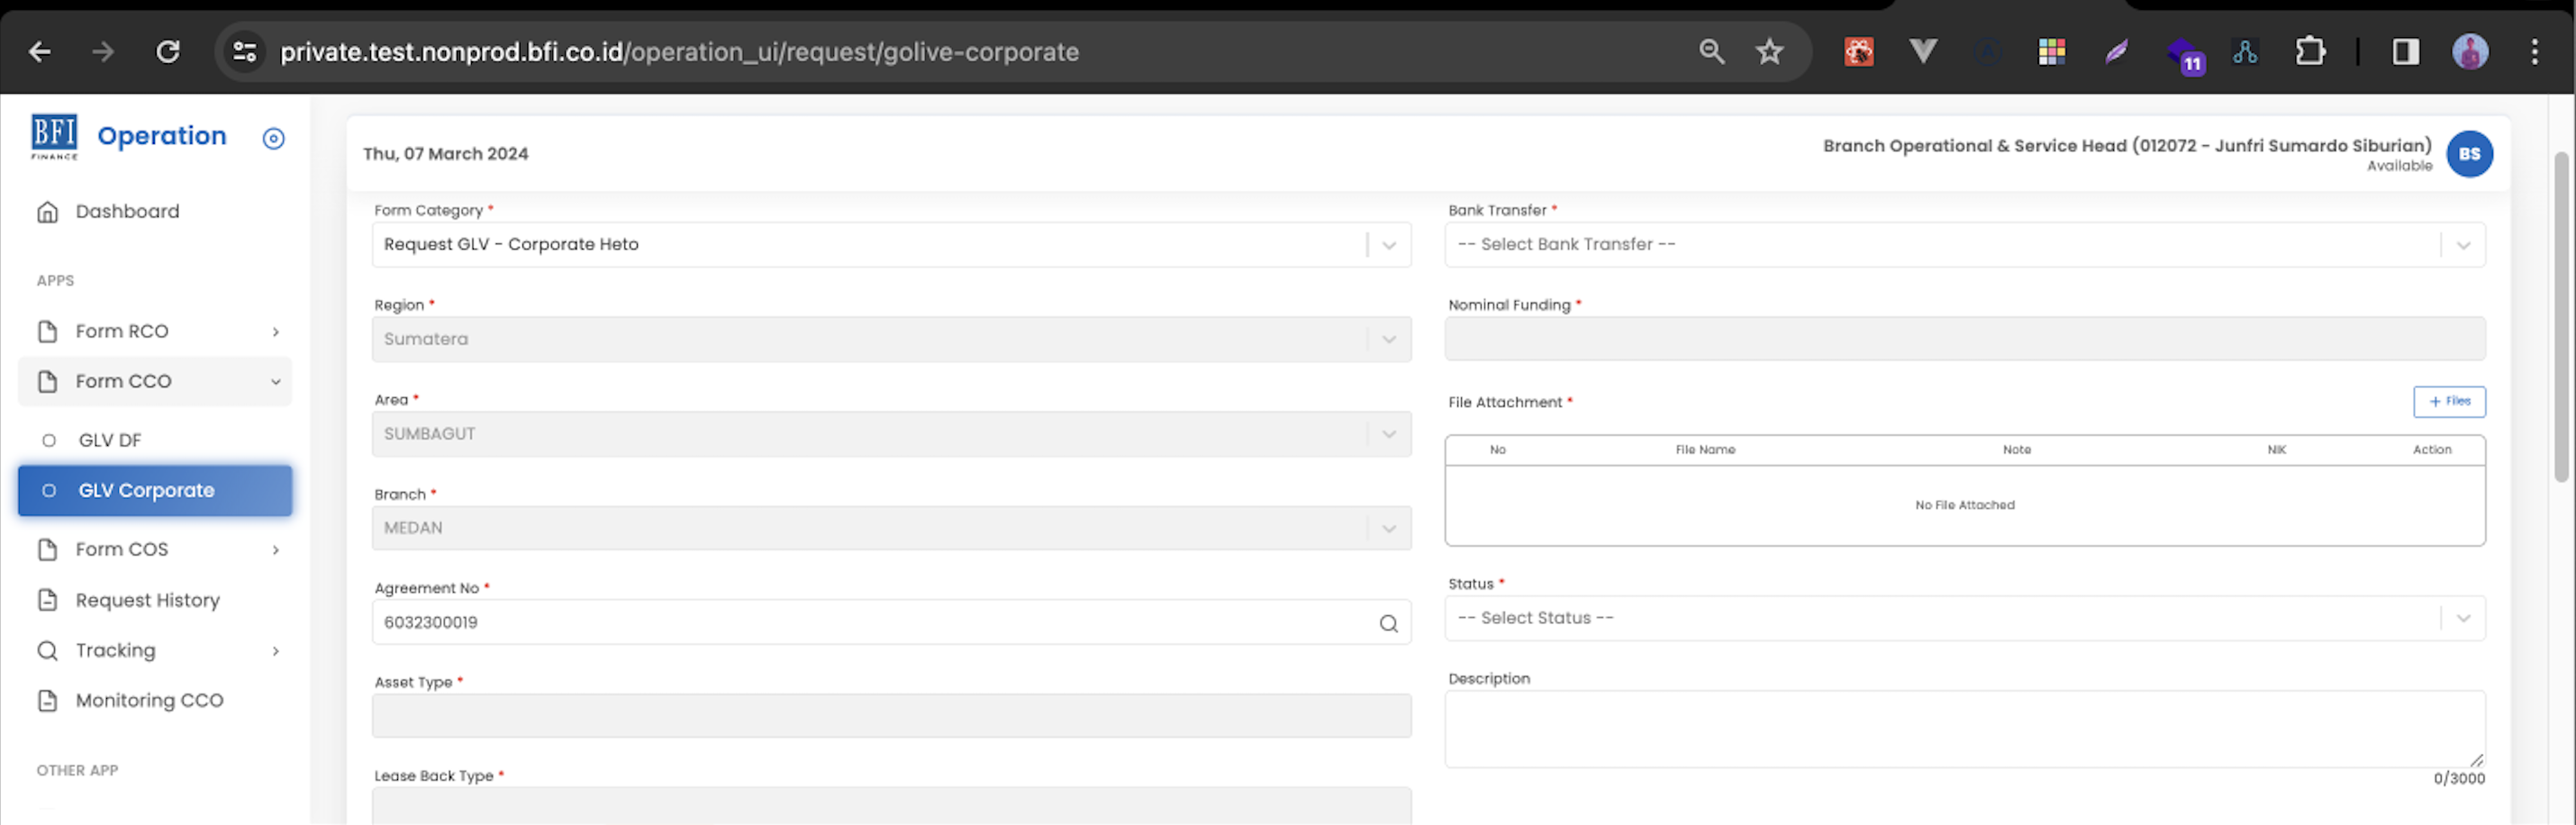 private.test.nonprod.bfi.co.id/operation_ui/request/golive-corporate
11
BFI
FINANCE
Operation
Dashboard
APPS
Form RCO
Form CCO
GLV DF
GLV Corporate
Form COS
Request History
Tracking
Monitoring CCO
OTHER APP
Thu, 07 March 2024
Branch Operational & Service Head (012072 - Junfri Sumardo Siburian)
Available
BS
Form Category *
Request GLV - Corporate Heto
Region *
Sumatera
Area *
SUMBAGUT
Branch *
MEDAN
Agreement No *
6032300019
Asset Type *
Lease Back Type *
Bank Transfer *
-- Select Bank Transfer --
Nominal Funding *
File Attachment *
+ Files
No File Name Note NIK Action
No File Attached
Status *
-- Select Status --
Description
0/3000